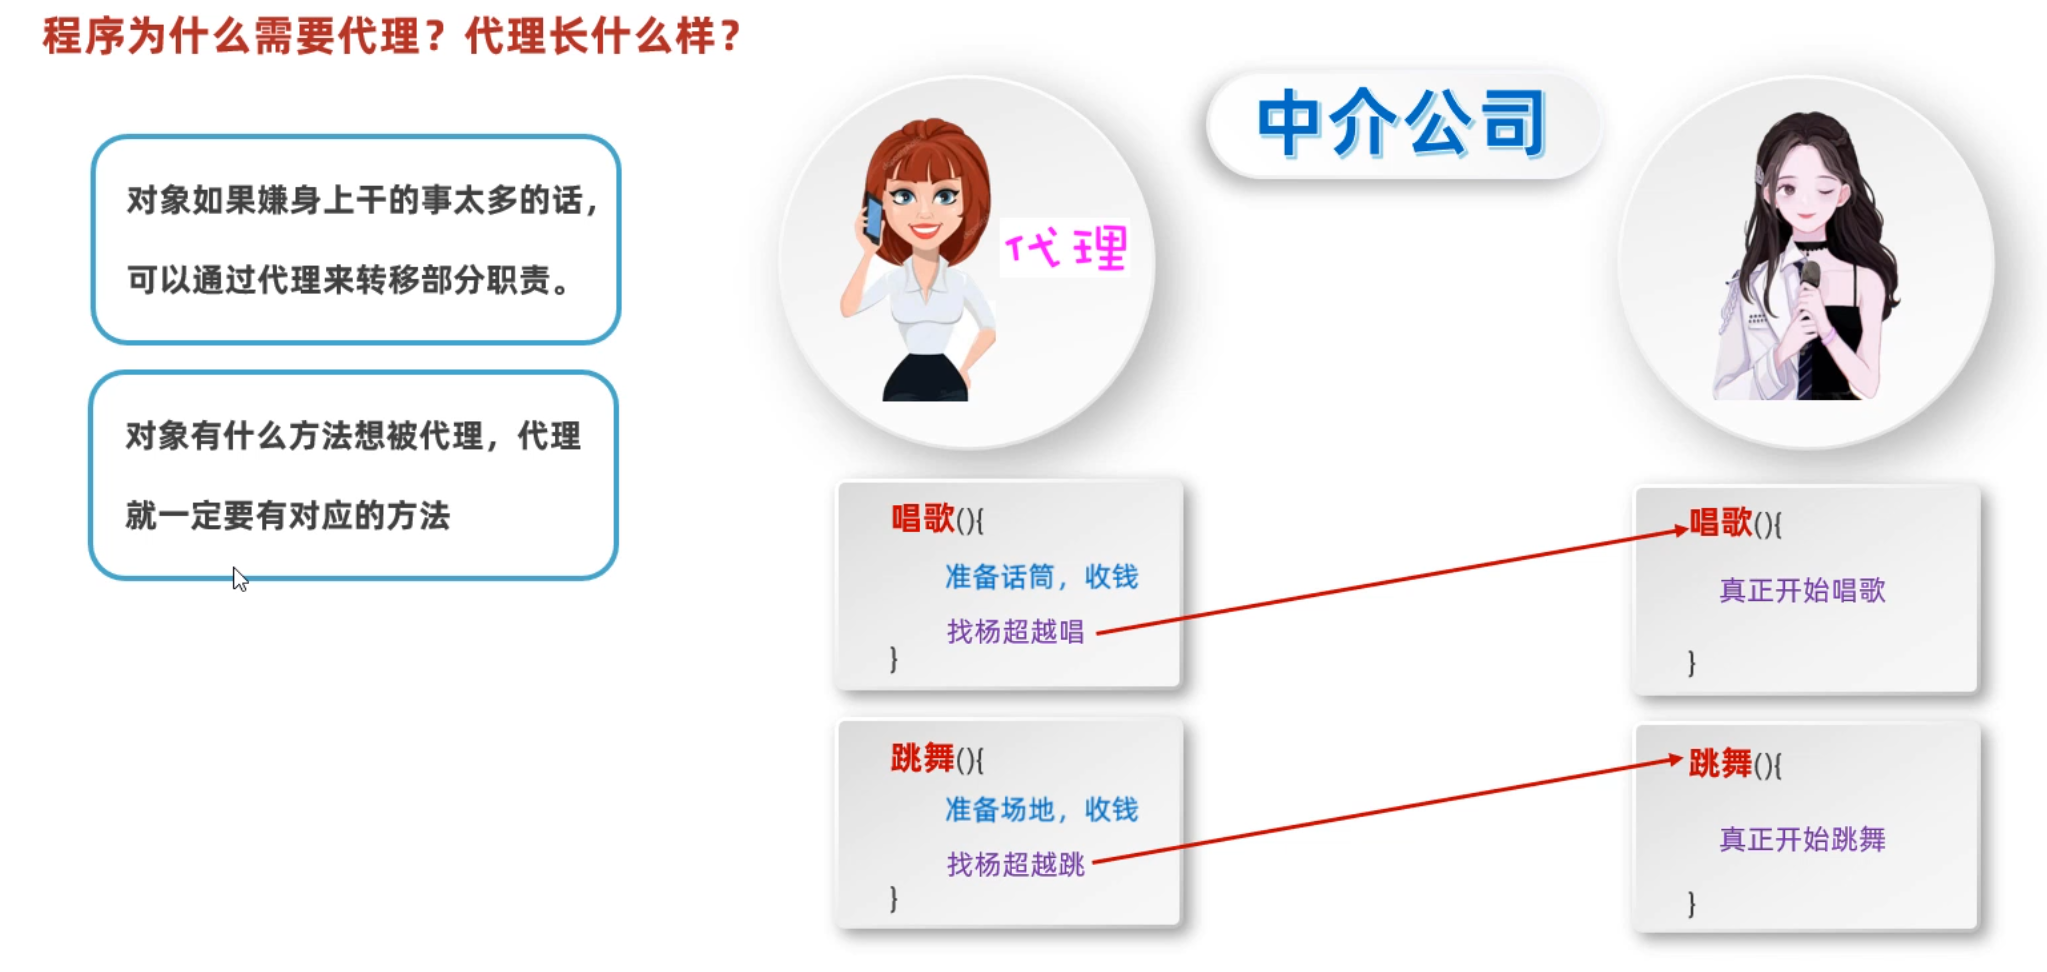 程序为什么需要代理？代理长什么样？
对象如果嫌身上干的事太多的话，
可以通过代理来转移部分职责。
对象有什么方法想被代理，代理
就一定要有对应的方法
中介公司
代理
唱歌(){
准备话筒，收钱
找杨超越唱
}
跳舞(){
准备场地，收钱
找杨超越跳
}
唱歌(){
真正开始唱歌
}
跳舞(){
真正开始跳舞
}